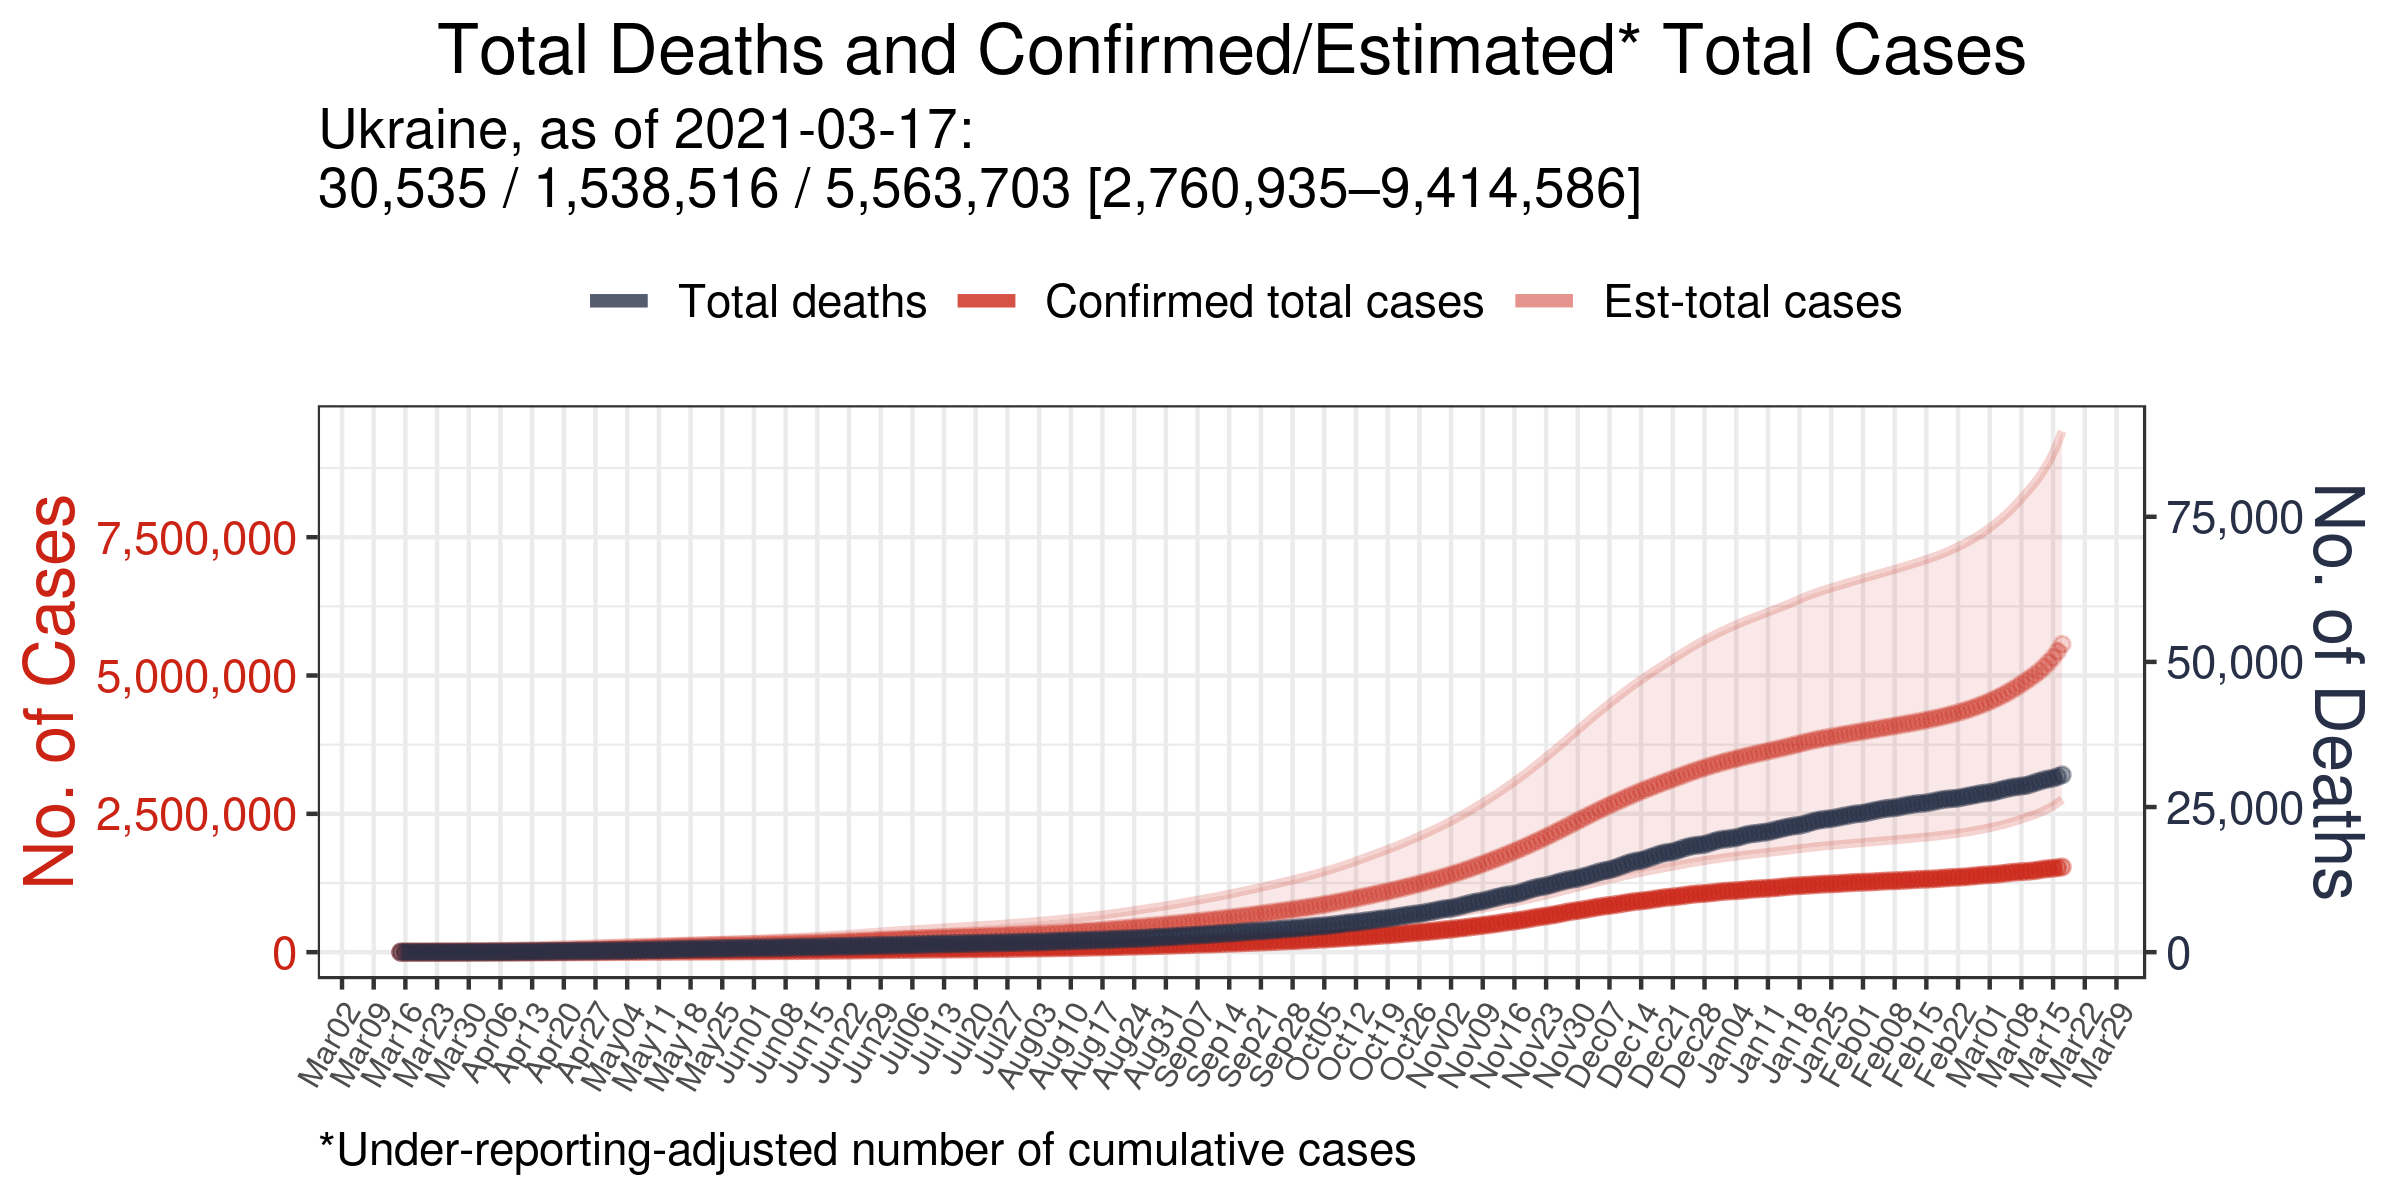 Total Deaths and Confirmed/Estimated* Total Cases
Ukraine, as of 2021-03-17:
30,535 / 1,538,516 / 5,563,703 [2,760,935–9,414,586]
Total deaths
Confirmed total cases
Est-total cases
No. of Cases
7,500,000
5,000,000
2,500,000
0
75,000
50,000
25,000
0
No. of Deaths
Mar02
Mar09
Mar16
Mar23
Mar30
Apr06
Apr13
Apr20
Apr27
May04
May11
May18
May25
Jun01
Jun08
Jun15
Jun22
Jun29
Jul06
Jul13
Jul20
Jul27
Aug03
Aug10
Aug17
Aug24
Aug31
Sep07
Sep14
Sep21
Sep28
Oct05
Oct12
Oct19
Oct26
Nov02
Nov09
Nov16
Nov23
Nov30
Dec07
Dec14
Dec21
Dec28
Jan04
Jan11
Jan18
Jan25
Feb01
Feb08
Feb15
Feb22
Mar01
Mar08
Mar15
Mar22
Mar29
*Under-reporting-adjusted number of cumulative cases